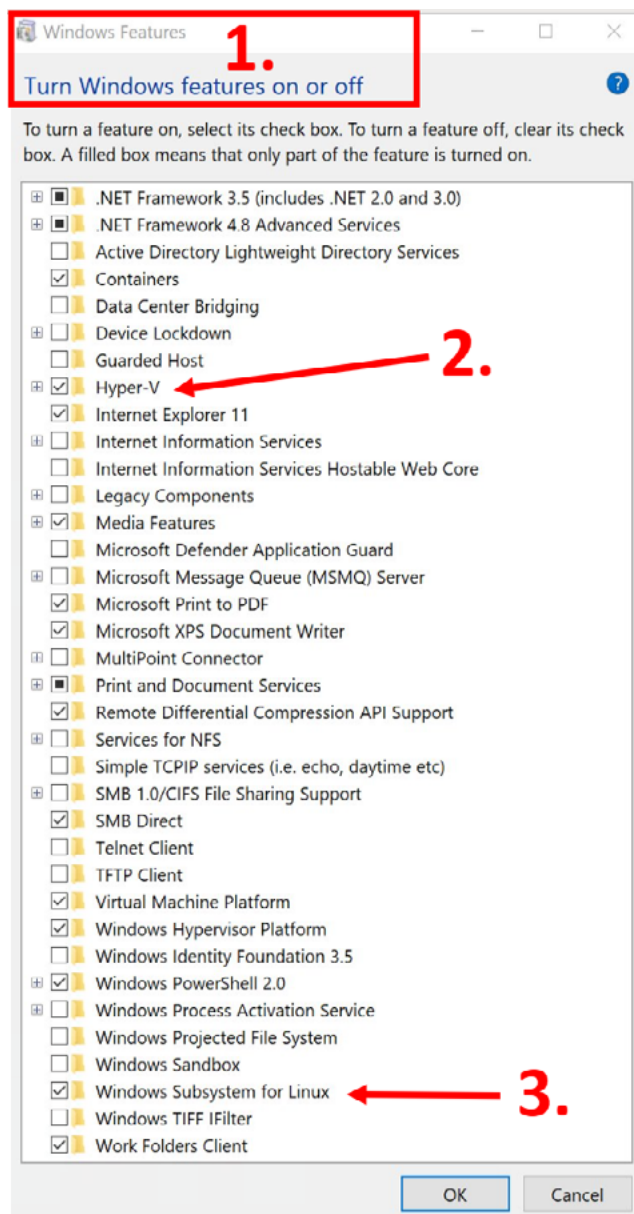 Windows Features
1.
Turn Windows features on or off
?
To turn a feature on, select its check box. To turn a feature off, clear its check
box. A filled box means that only part of the feature is turned on.
.NET Framework 3.5 (includes .NET 2.0 and 3.0)
.NET Framework 4.8 Advanced Services
Active Directory Lightweight Directory Services
Containers
Data Center Bridging
Device Lockdown
2.
Guarded Host
Hyper-V
Internet Explorer 11
Internet Information Services
Internet Information Services Hostable Web Core
Legacy Components
Media Features
Microsoft Defender Application Guard
Microsoft Message Queue (MSMQ) Server
Microsoft Print to PDF
Microsoft XPS Document Writer
MultiPoint Connector
Print and Document Services
Remote Differential Compression API Support
Services for NFS
Simple TCPIP services (i.e. echo, daytime etc)
SMB 1.0/CIFS File Sharing Support
SMB Direct
Telnet Client
TFTP Client
Virtual Machine Platform
Windows Hypervisor Platform
Windows Identity Foundation 3.5
Windows PowerShell 2.0
Windows Process Activation Service
Windows Projected File System
Windows Sandbox
Windows Subsystem for Linux
3.
Windows TIFF IFilter
Work Folders Client
OK
Cancel